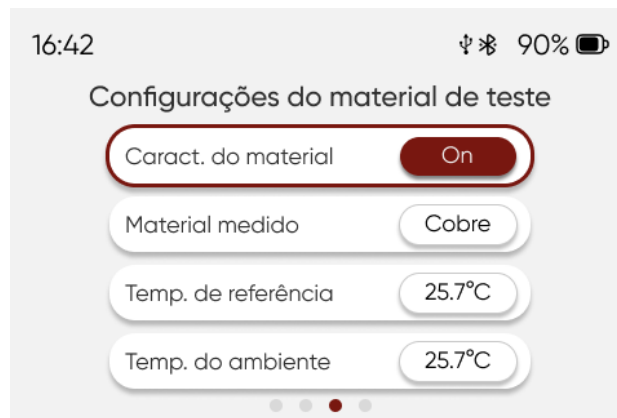 16:42 90%
Configurações do material de teste
Caract. do material On
Material medido Cobre
Temp. de referência 25.7°C
Temp. do ambiente 25.7°C